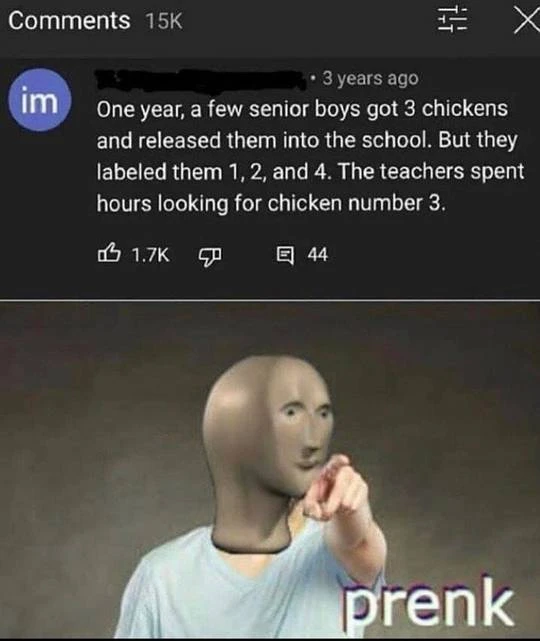 Comments 15K
im
• 3 years ago
One year, a few senior boys got 3 chickens
and released them into the school. But they
labeled them 1, 2, and 4. The teachers spent
hours looking for chicken number 3.
1.7K 44
prenk